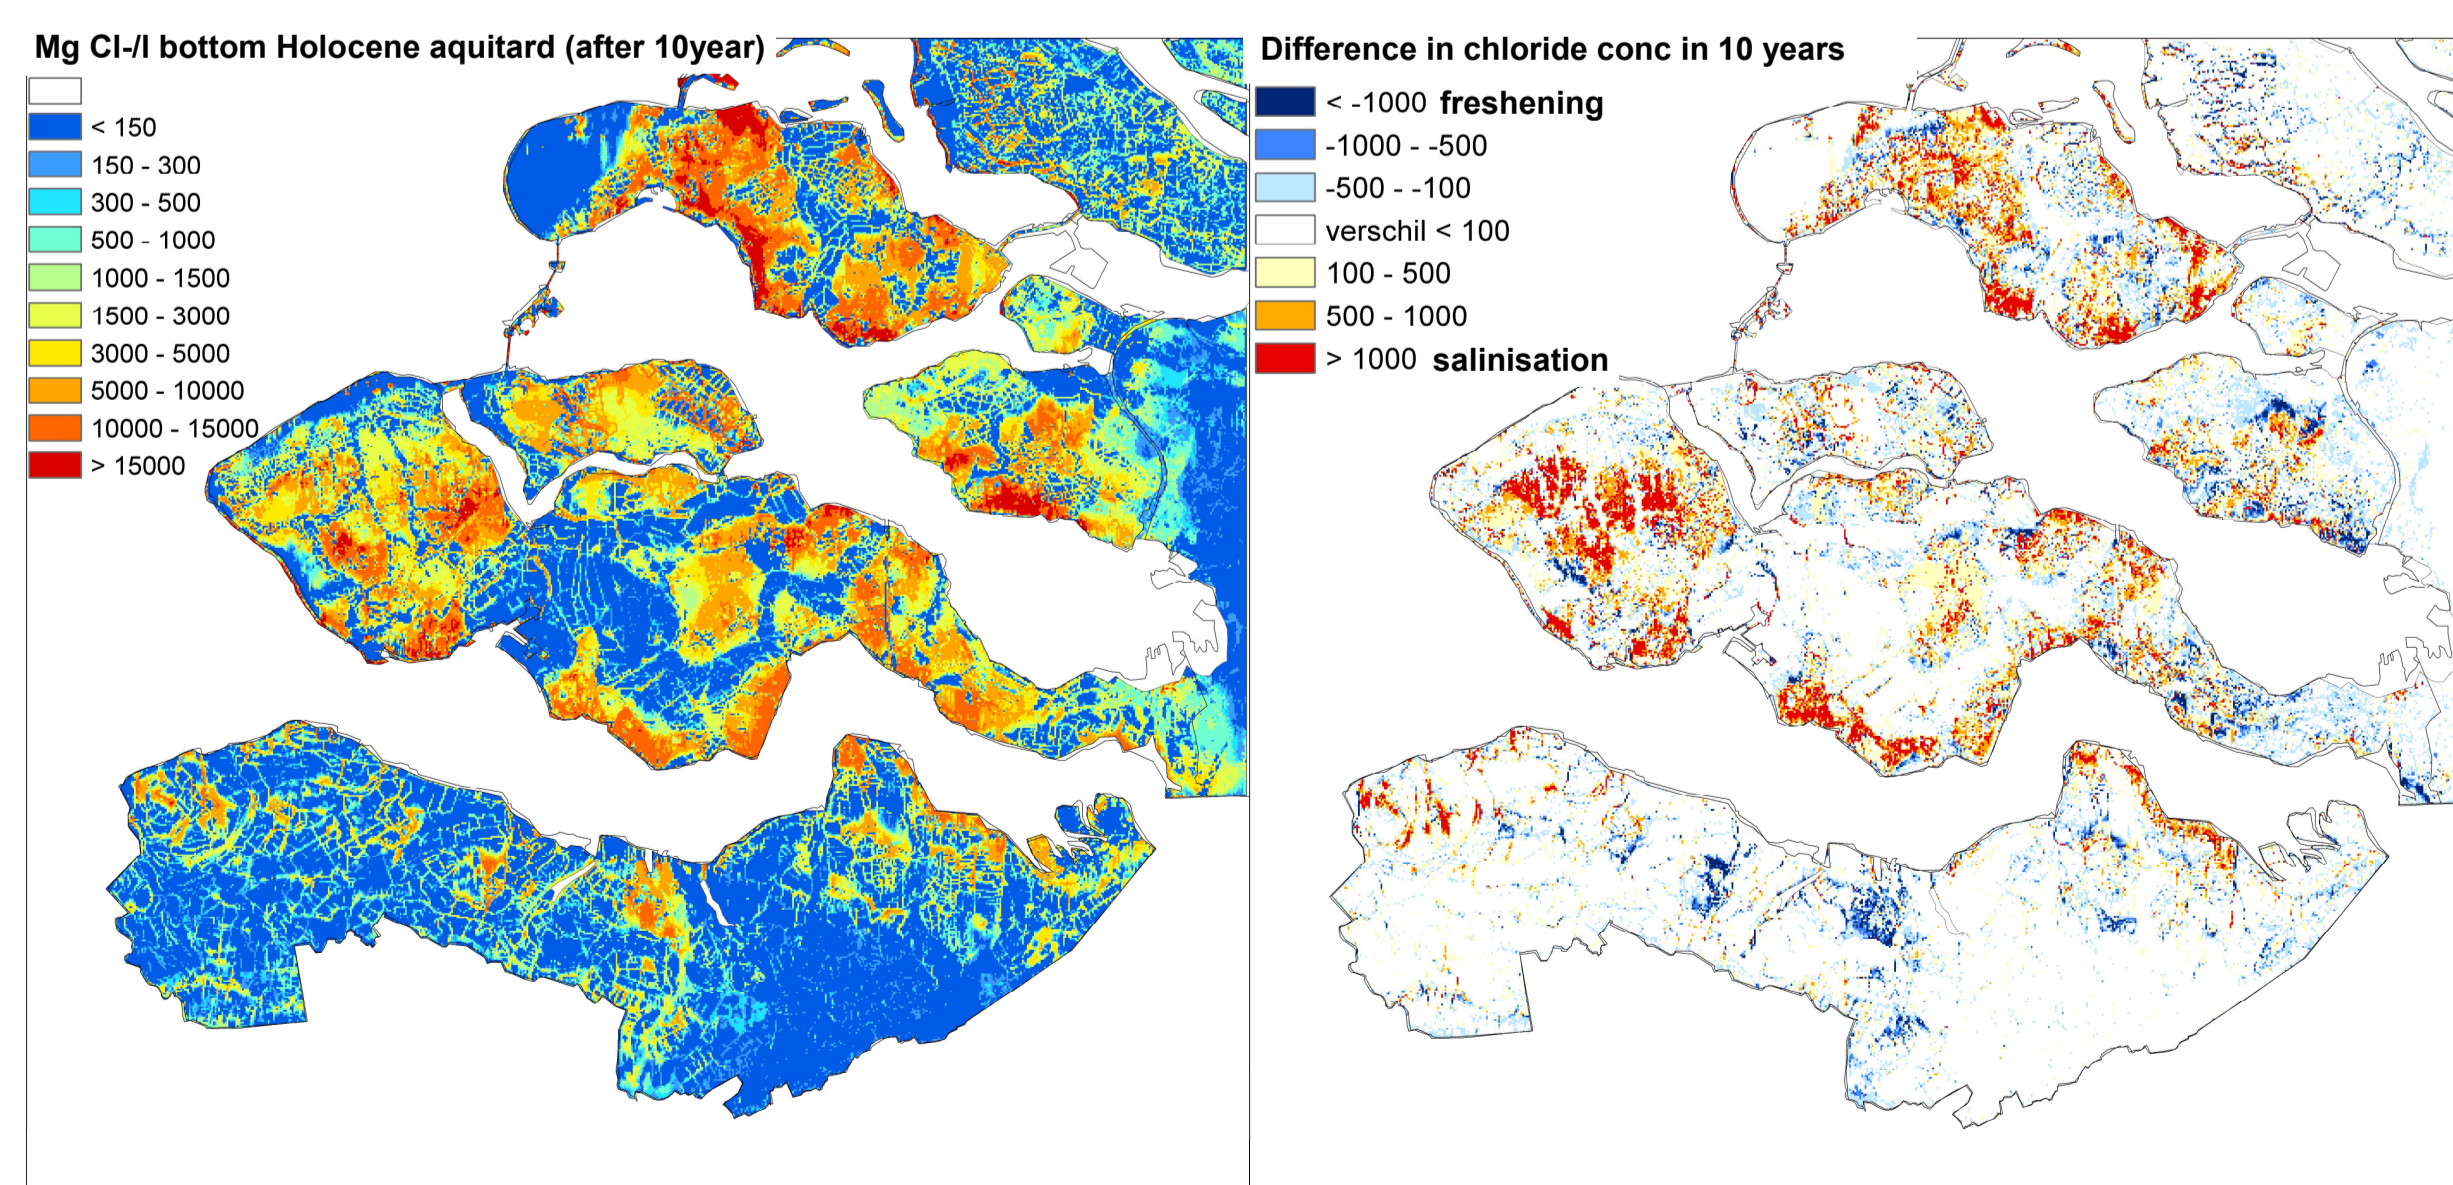 Mg Cl-/l bottom Holocene aquitard (after 10year)
< 150
150 - 300
300 - 500
500 - 1000
1000 - 1500
1500 - 3000
3000 - 5000
5000 - 10000
10000 - 15000
> 15000
Difference in chloride conc in 10 years
< -1000 freshening
-1000 - -500
-500 - -100
verschil < 100
100 - 500
500 - 1000
> 1000 salinisation